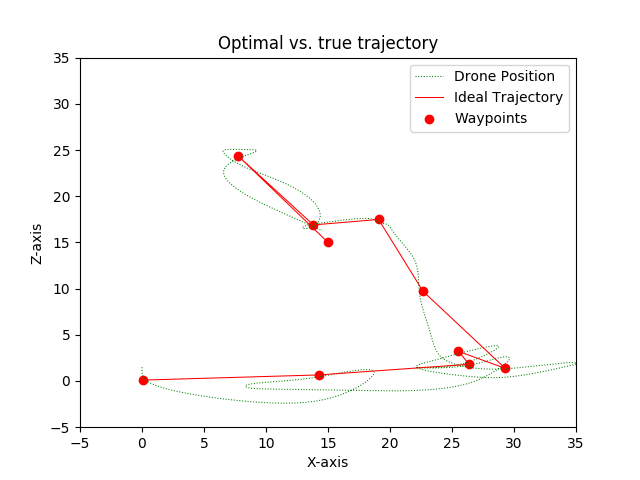 Optimal vs. true trajectory
Drone Position
Ideal Trajectory
Waypoints
Z-axis
35
30
25
20
15
10
5
0
−5
−5 0 5 10 15 20 25 30 35
X-axis